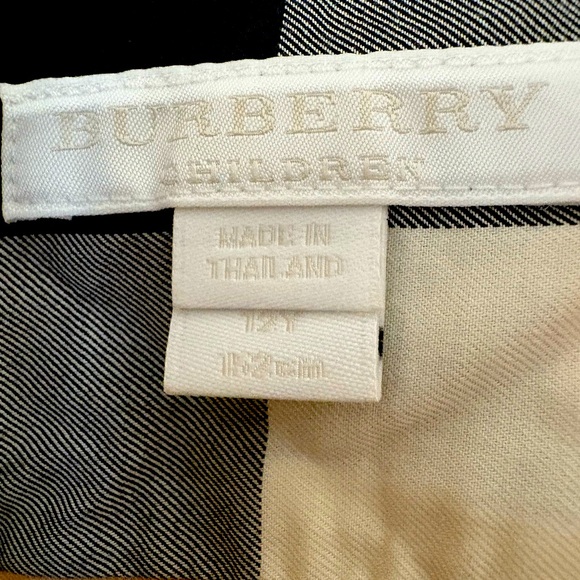 BURBERRY
CHILDREN
MADE IN
THAILAND
12Y
152cm